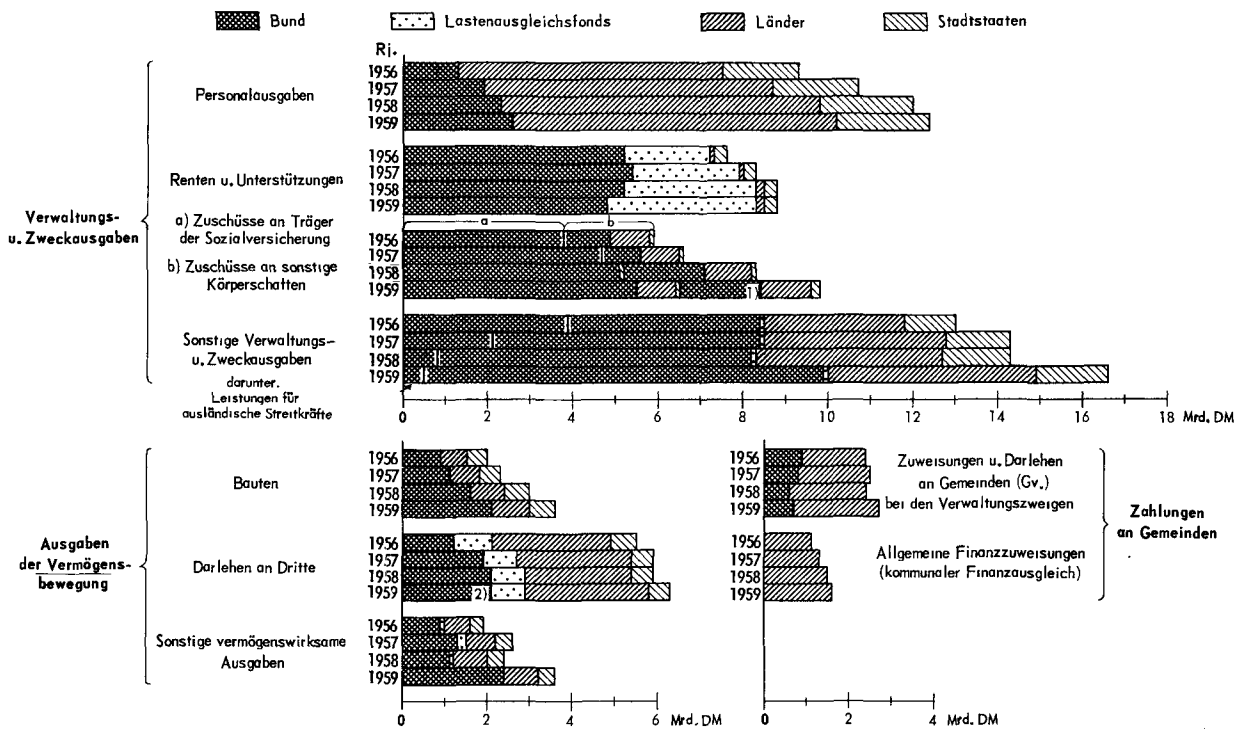 Bund Lastenausgleichsfonds Länder Stadtstaaten
Rj.
Verwaltungs-
u. Zweckausgaben
Personalausgaben
1956
1957
1958
1959
Renten u. Unterstützungen
1956
1957
1958
1959
a) Zuschüsse an Träger
der Sozialversicherung
b) Zuschüsse an sonstige
Körperschatten
a b
1956
1957
1958
1959
1)
Sonstige Verwaltungs-
u. Zweckausgaben
darunter.
Leistungen für
ausländische Streitkräfte
1956
1957
1958
1959
0 2 4 6 8 10 12 14 16 18
Mrd. DM
Ausgaben
der Vermögens-
bewegung
Bauten
1956
1957
1958
1959
Darlehen an Dritte
1956
1957
1958
1959
2)
Sonstige vermögenswirksame
Ausgaben
1956
1957
1958
1959
0 2 4 6
Mrd. DM
1956
1957
1958
1959
Zuweisungen u. Darlehen
an Gemeinden (Gv.)
bei den Verwaltungszweigen
1956
1957
1958
1959
Allgemeine Finanzzuweisungen
(kommunaler Finanzausgleich)
Zahlungen
an Gemeinden
0 2 4
Mrd. DM